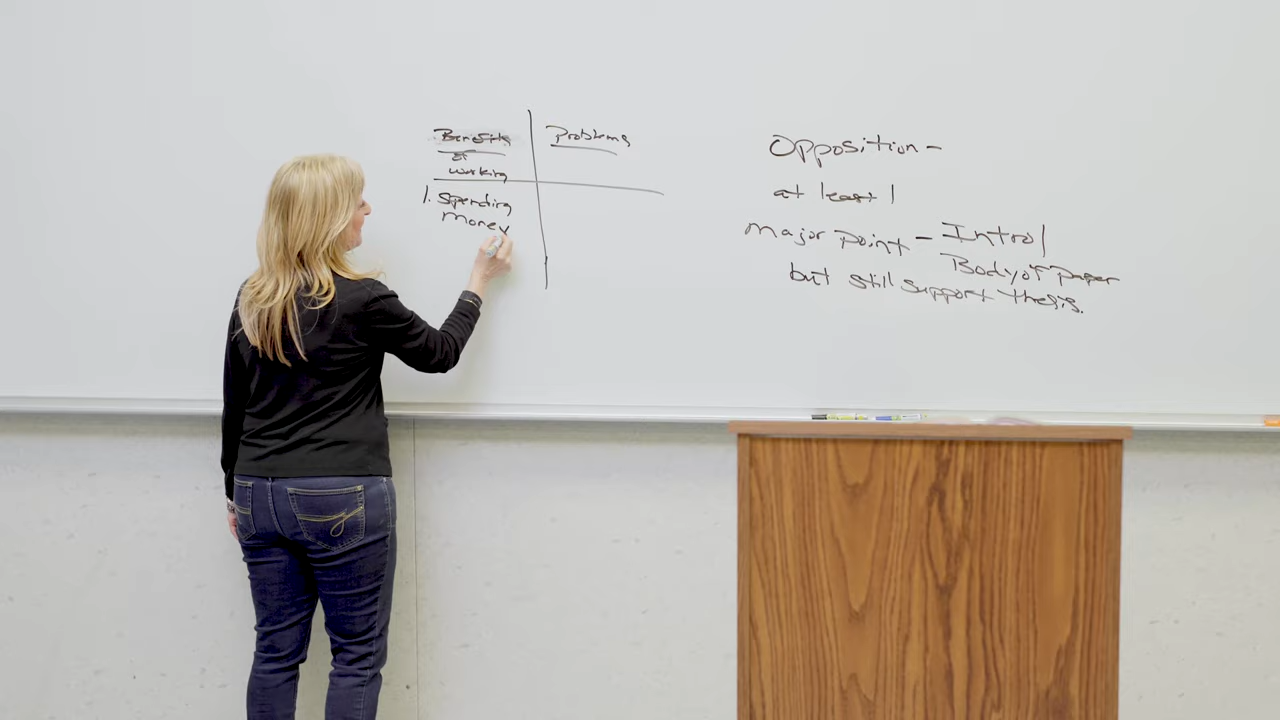 Benefits
of
working
Problems
1. Spending
Money
Opposition -
at least 1
major point - Intro/
Body of paper
but still support thesis.